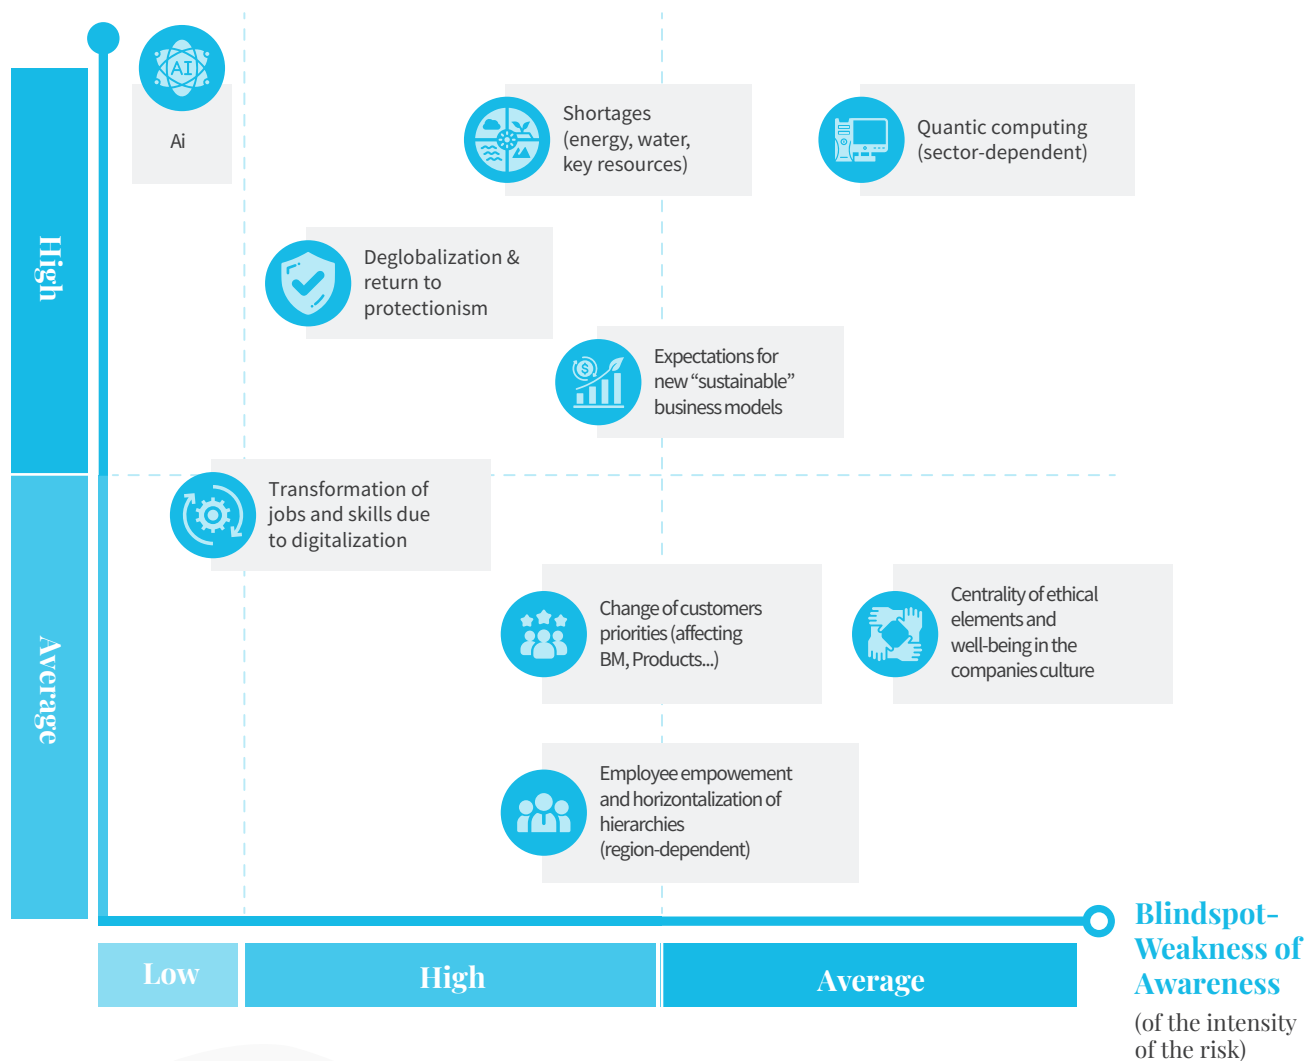 AI
Ai
Shortages
(energy, water,
key resources)
Quantic computing
(sector-dependent)
High
Deglobalization &
return to
protectionism
Expectations for
new “sustainable”
business models
Transformation of
jobs and skills due
to digitalization
Average
Change of customers
priorities (affecting
BM, Products...)
Centrality of ethical
elements and
well-being in the
companies culture
Employee empowement
and horizontalization of
hierarchies
(region-dependent)
Low
High
Average
Blindspot-
Weakness of
Awareness
(of the intensity
of the risk)